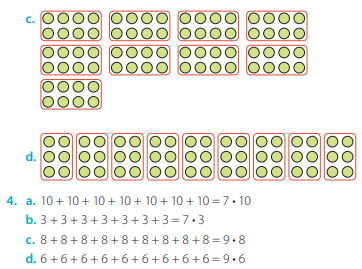 c.
d.
4. a. 10 + 10 + 10 + 10 + 10 + 10 + 10 = 7 • 10
b. 3 + 3 + 3 + 3 + 3 + 3 + 3 = 7 • 3
c. 8 + 8 + 8 + 8 + 8 + 8 + 8 + 8 + 8 = 9 • 8
d. 6 + 6 + 6 + 6 + 6 + 6 + 6 + 6 + 6 = 9 • 6